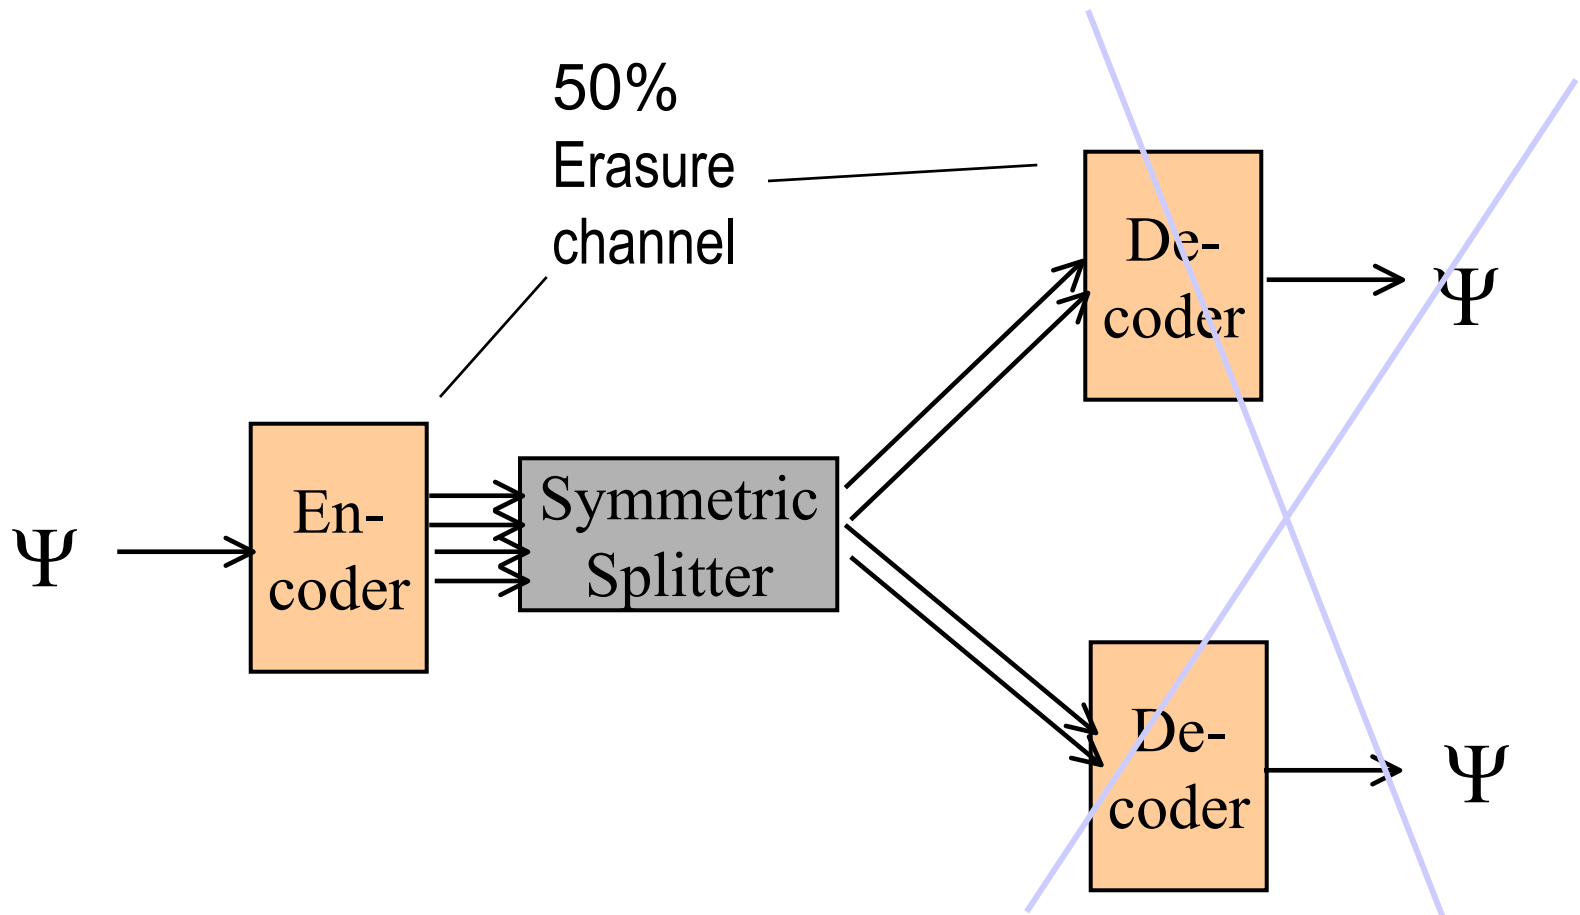 50%
Erasure
channel
Ψ
En-
coder
Symmetric
Splitter
De-
coder
Ψ
De-
coder
Ψ